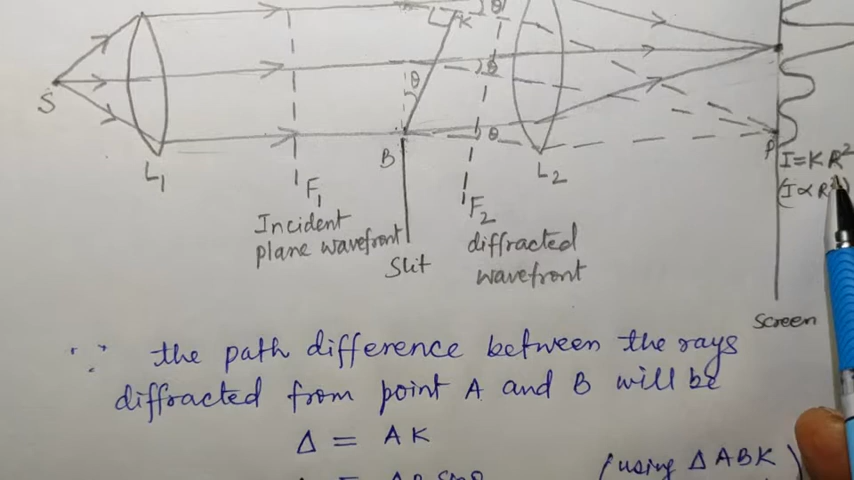 θ
K
θ
θ
S
B
θ
P
I=KR²
L₁
L₂
F₁
(I∝R²)
F₂
Incident
plane wavefront
diffracted
wavefront
Slit
Screen
∵ the path difference between the rays
diffracted from point A and B will be
Δ = AK
(using ΔABK)